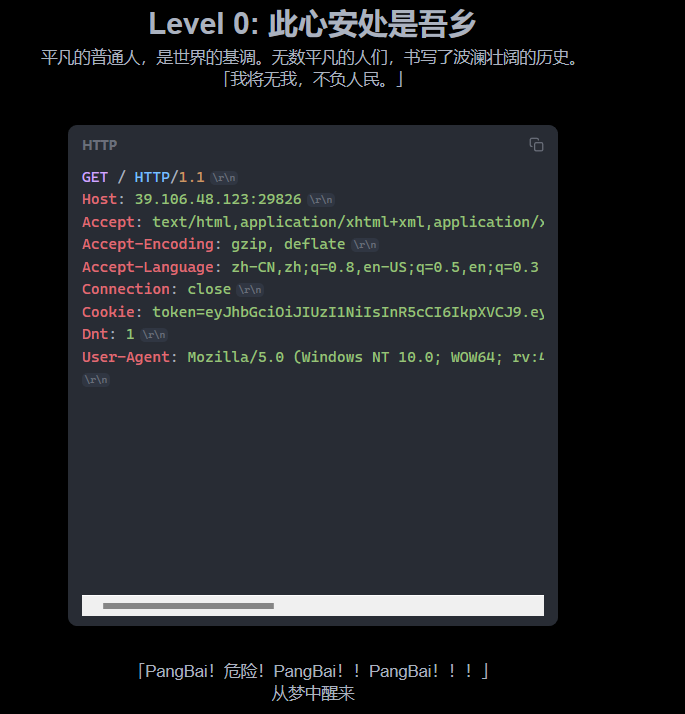 Level 0: 此心安处是吾乡
平凡的普通人，是世界的基调。无数平凡的人们，书写了波澜壮阔的历史。
「我将无我，不负人民。」
HTTP
GET / HTTP/1.1 \r\n
Host: 39.106.48.123:29826 \r\n
Accept: text/html,application/xhtml+xml,application/x
Accept-Encoding: gzip, deflate \r\n
Accept-Language: zh-CN,zh;q=0.8,en-US;q=0.5,en;q=0.3
Connection: close \r\n
Cookie: token=eyJhbGciOiJIUzI1NiIsInR5cCI6IkpXVCJ9.ey
Dnt: 1 \r\n
User-Agent: Mozilla/5.0 (Windows NT 10.0; WOW64; rv:4
\r\n
「PangBai！危险！PangBai！！PangBai！！！」
从梦中醒来